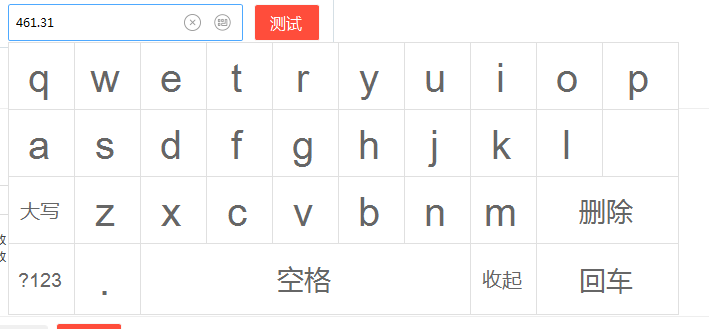 461.31 测试
q w e t r y u i o p
a s d f g h j k l
大写 z x c v b n m 删除
?123 . 空格 收起 回车